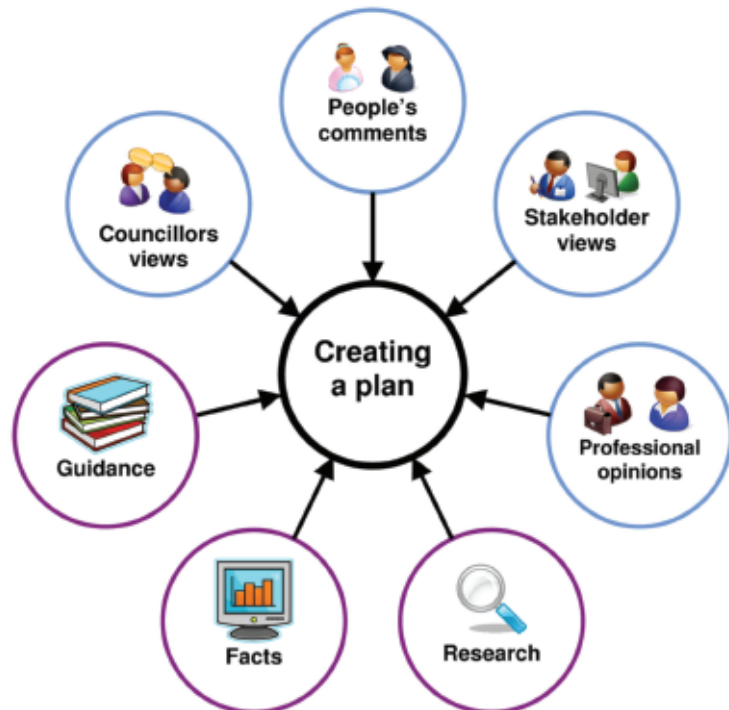 People's
comments
Councillors
views
Stakeholder
views
Creating
a plan
Guidance
Professional
opinions
Facts
Research